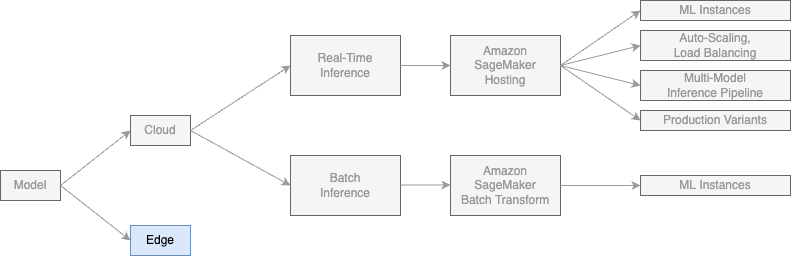 Model
Cloud
Edge
Real-Time
Inference
Batch
Inference
Amazon
SageMaker
Hosting
Amazon
SageMaker
Batch Transform
ML Instances
Auto-Scaling,
Load Balancing
Multi-Model
Inference Pipeline
Production Variants
ML Instances